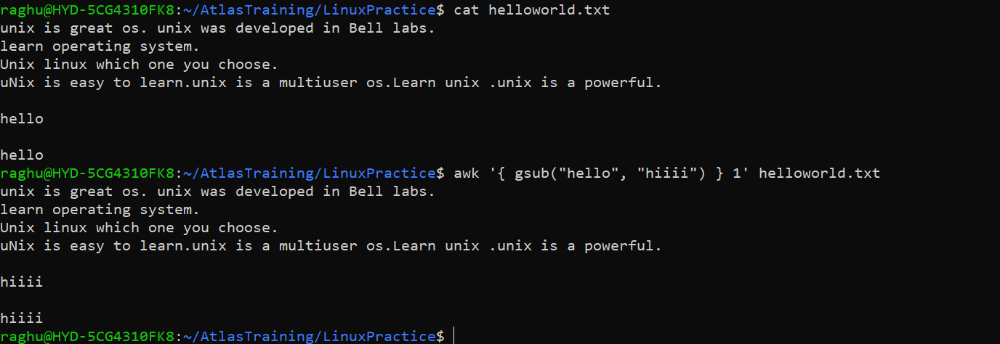 raghu@HYD-5CG4310FK8:~/AtlasTraining/LinuxPractice$ cat helloworld.txt
unix is great os. unix was developed in Bell labs.
learn operating system.
Unix linux which one you choose.
uNix is easy to learn.unix is a multiuser os.Learn unix .unix is a powerful.

hello

hello
raghu@HYD-5CG4310FK8:~/AtlasTraining/LinuxPractice$ awk '{ gsub("hello", "hiiii") } 1' helloworld.txt
unix is great os. unix was developed in Bell labs.
learn operating system.
Unix linux which one you choose.
uNix is easy to learn.unix is a multiuser os.Learn unix .unix is a powerful.

hiiii

hiiii
raghu@HYD-5CG4310FK8:~/AtlasTraining/LinuxPractice$